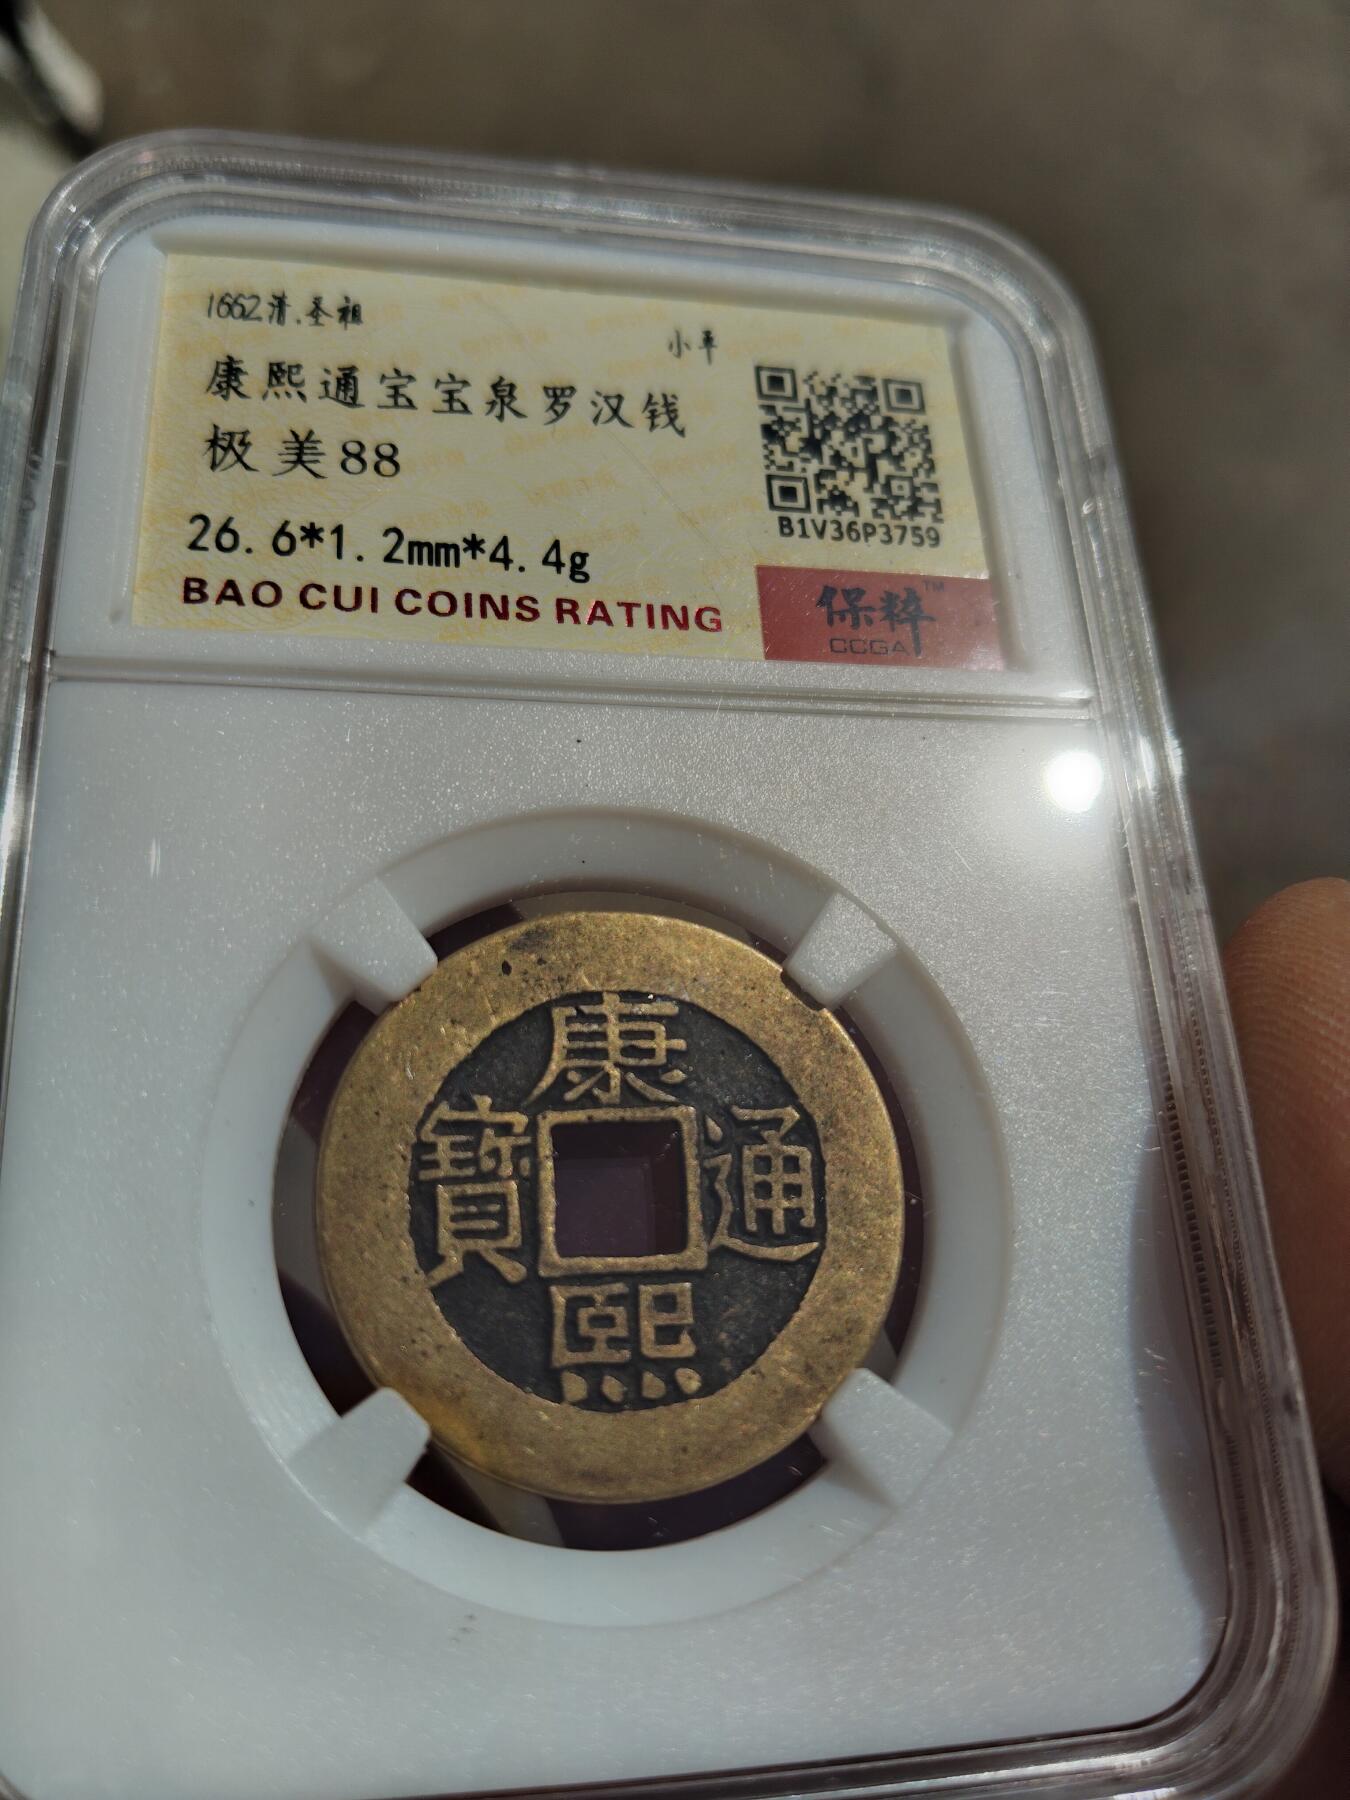 1662清.圣祖
小平
康熙通宝宝泉罗汉钱
极美88
26.6*1.2mm*4.4g
B1V36P3759
BAO CUI COINS RATING
保粹™
CCGA
康熙通寶